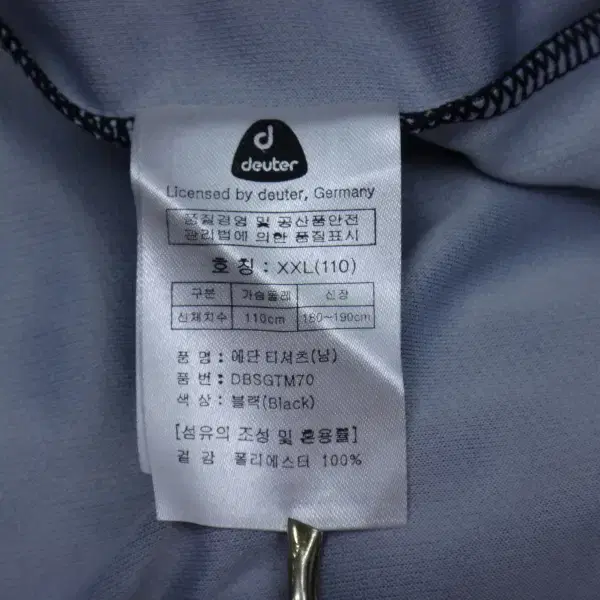 deuter
Licensed by deuter, Germany
품질경영 및 공산품안전
관리법에 의한 품질표시
호 칭 : XXL(110)
구분 가슴둘레 신장
신체치수 110cm 180~190cm
품 명 : 에단 티셔츠(남)
품 번 : DBSGTM70
색 상 : 블랙(Black)
[섬유의 조성 및 혼용률]
겉 감 폴리에스터 100%